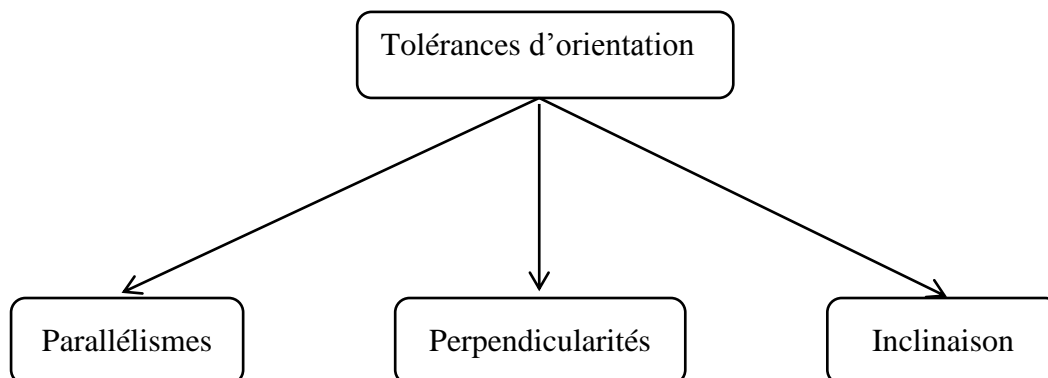 Tolérances d’orientation
Parallélismes
Perpendicularités
Inclinaison